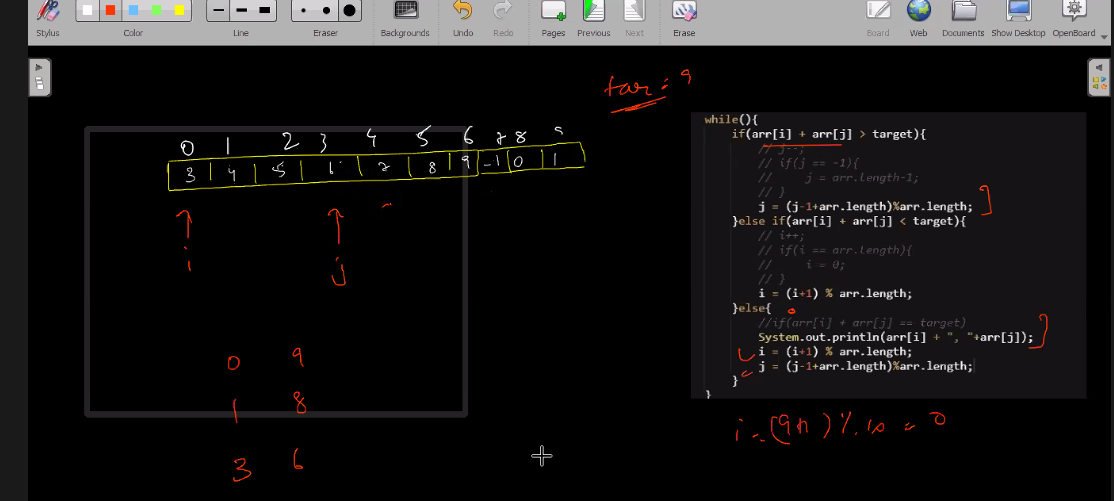 Stylus Color Line Eraser Backgrounds Undo Redo Pages Previous Next Erase Board Web Documents Show Desktop OpenBoard
tar = 9
0 1 2 3 4 5 6 7 8 9
3 4 5 6 7 8 9 -1 0 1
i j
0 9
1 8
3 6
while(){
if(arr[i] + arr[j] > target){
// j--;
// if(j == -1){
// j = arr.length-1;
// }
j = (j-1+arr.length)%arr.length;
}else if(arr[i] + arr[j] < target){
// i++;
// if(i == arr.length){
// i = 0;
// }
i = (i+1) % arr.length;
}else{
//if(arr[i] + arr[j] == target)
System.out.println(arr[i] + ", "+arr[j]);
i = (i+1) % arr.length;
j = (j-1+arr.length)%arr.length;
}
}
i = (9+1) % 10 = 0